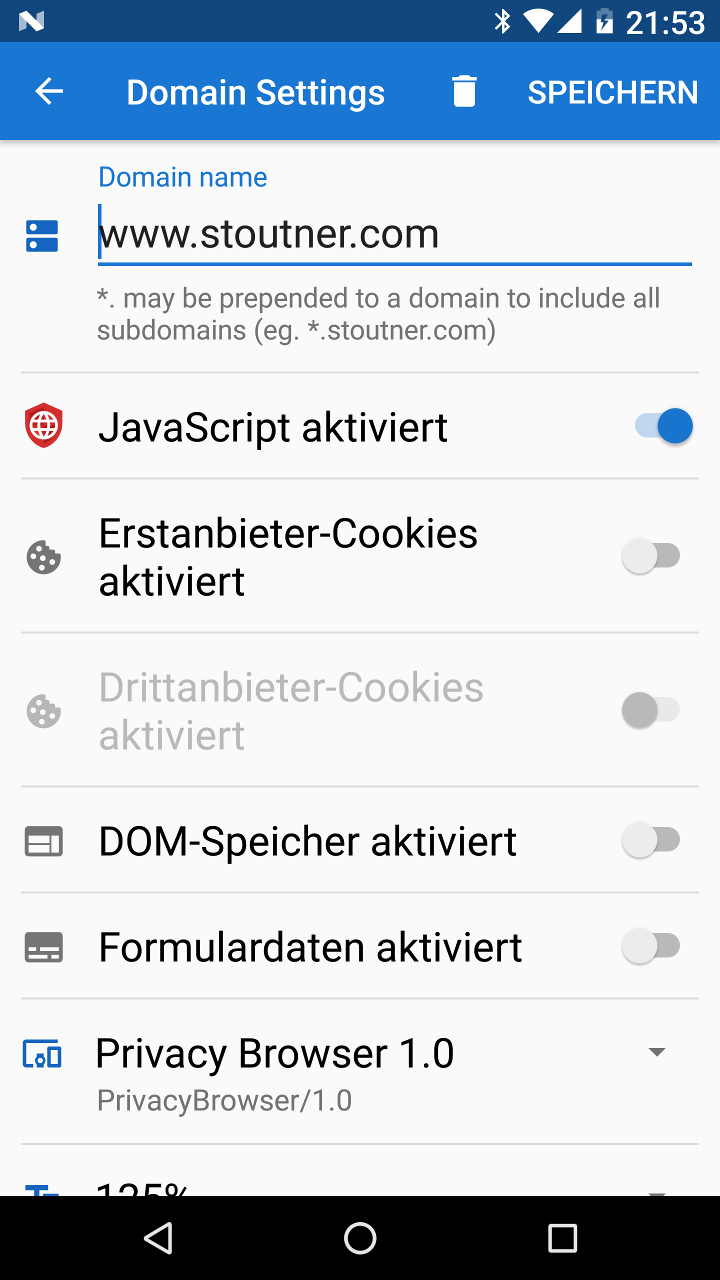 21:53
Domain Settings
SPEICHERN
Domain name
www.stoutner.com
*. may be prepended to a domain to include all
subdomains (eg. *.stoutner.com)
JavaScript aktiviert
Erstanbieter-Cookies
aktiviert
Drittanbieter-Cookies
aktiviert
DOM-Speicher aktiviert
Formulardaten aktiviert
Privacy Browser 1.0
PrivacyBrowser/1.0
125%